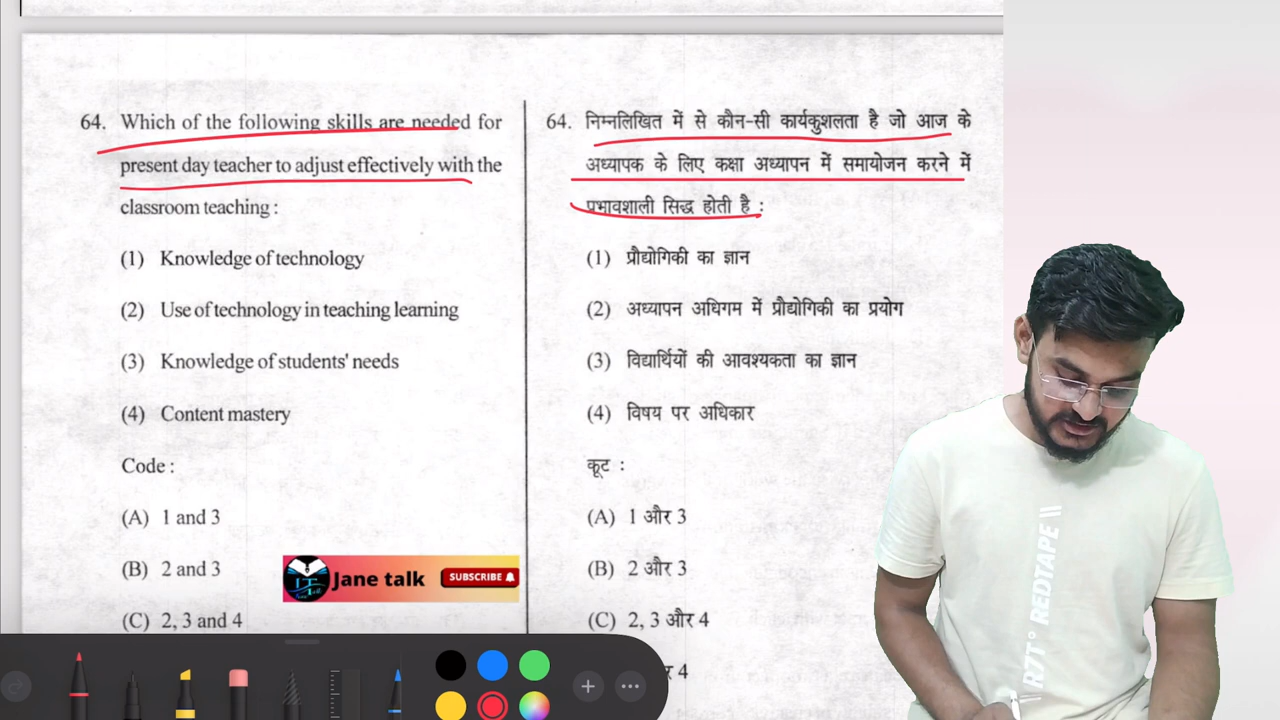 64. Which of the following skills are needed for
present day teacher to adjust effectively with the
classroom teaching :
(1) Knowledge of technology
(2) Use of technology in teaching learning
(3) Knowledge of students' needs
(4) Content mastery
Code :
(A) 1 and 3
(B) 2 and 3
(C) 2, 3 and 4
64. निम्नलिखित में से कौन-सी कार्यकुशलता है जो आज के
अध्यापक के लिए कक्षा अध्यापन में समायोजन करने में
प्रभावशाली सिद्ध होती है :
(1) प्रौद्योगिकी का ज्ञान
(2) अध्यापन अधिगम में प्रौद्योगिकी का प्रयोग
(3) विद्यार्थियों की आवश्यकता का ज्ञान
(4) विषय पर अधिकार
कूट :
(A) 1 और 3
(B) 2 और 3
(C) 2, 3 और 4
4
Jane talk
SUBSCRIBE
REDTAPE